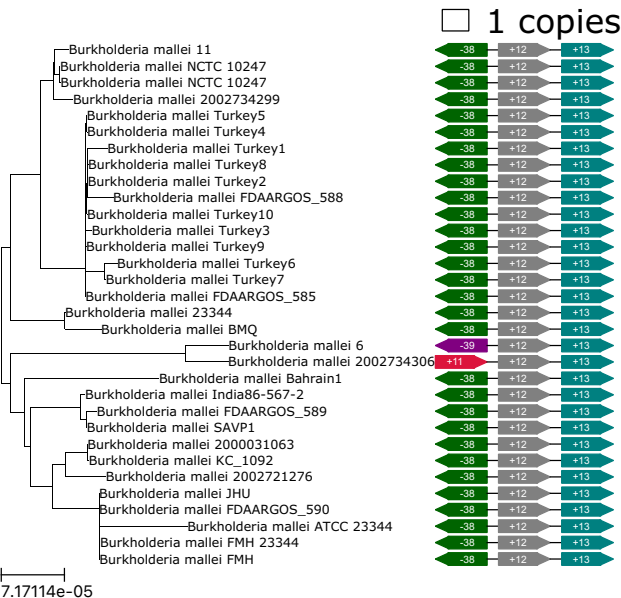 1 copies
Burkholderia mallei 11 -38 +12 +13
Burkholderia mallei NCTC 10247 -38 +12 +13
Burkholderia mallei NCTC 10247 -38 +12 +13
Burkholderia mallei 2002734299 -38 +12 +13
Burkholderia mallei Turkey5 -38 +12 +13
Burkholderia mallei Turkey4 -38 +12 +13
Burkholderia mallei Turkey1 -38 +12 +13
Burkholderia mallei Turkey8 -38 +12 +13
Burkholderia mallei Turkey2 -38 +12 +13
Burkholderia mallei FDAARGOS_588 -38 +12 +13
Burkholderia mallei Turkey10 -38 +12 +13
Burkholderia mallei Turkey3 -38 +12 +13
Burkholderia mallei Turkey9 -38 +12 +13
Burkholderia mallei Turkey6 -38 +12 +13
Burkholderia mallei Turkey7 -38 +12 +13
Burkholderia mallei FDAARGOS_585 -38 +12 +13
Burkholderia mallei 23344 -38 +12 +13
Burkholderia mallei BMQ -38 +12 +13
Burkholderia mallei 6 -39 +12 +13
Burkholderia mallei 2002734306 +11 +12 +13
Burkholderia mallei Bahrain1 -38 +12 +13
Burkholderia mallei India86-567-2 -38 +12 +13
Burkholderia mallei FDAARGOS_589 -38 +12 +13
Burkholderia mallei SAVP1 -38 +12 +13
Burkholderia mallei 2000031063 -38 +12 +13
Burkholderia mallei KC_1092 -38 +12 +13
Burkholderia mallei 2002721276 -38 +12 +13
Burkholderia mallei JHU -38 +12 +13
Burkholderia mallei FDAARGOS_590 -38 +12 +13
Burkholderia mallei ATCC 23344 -38 +12 +13
Burkholderia mallei FMH 23344 -38 +12 +13
Burkholderia mallei FMH -38 +12 +13
7.17114e-05